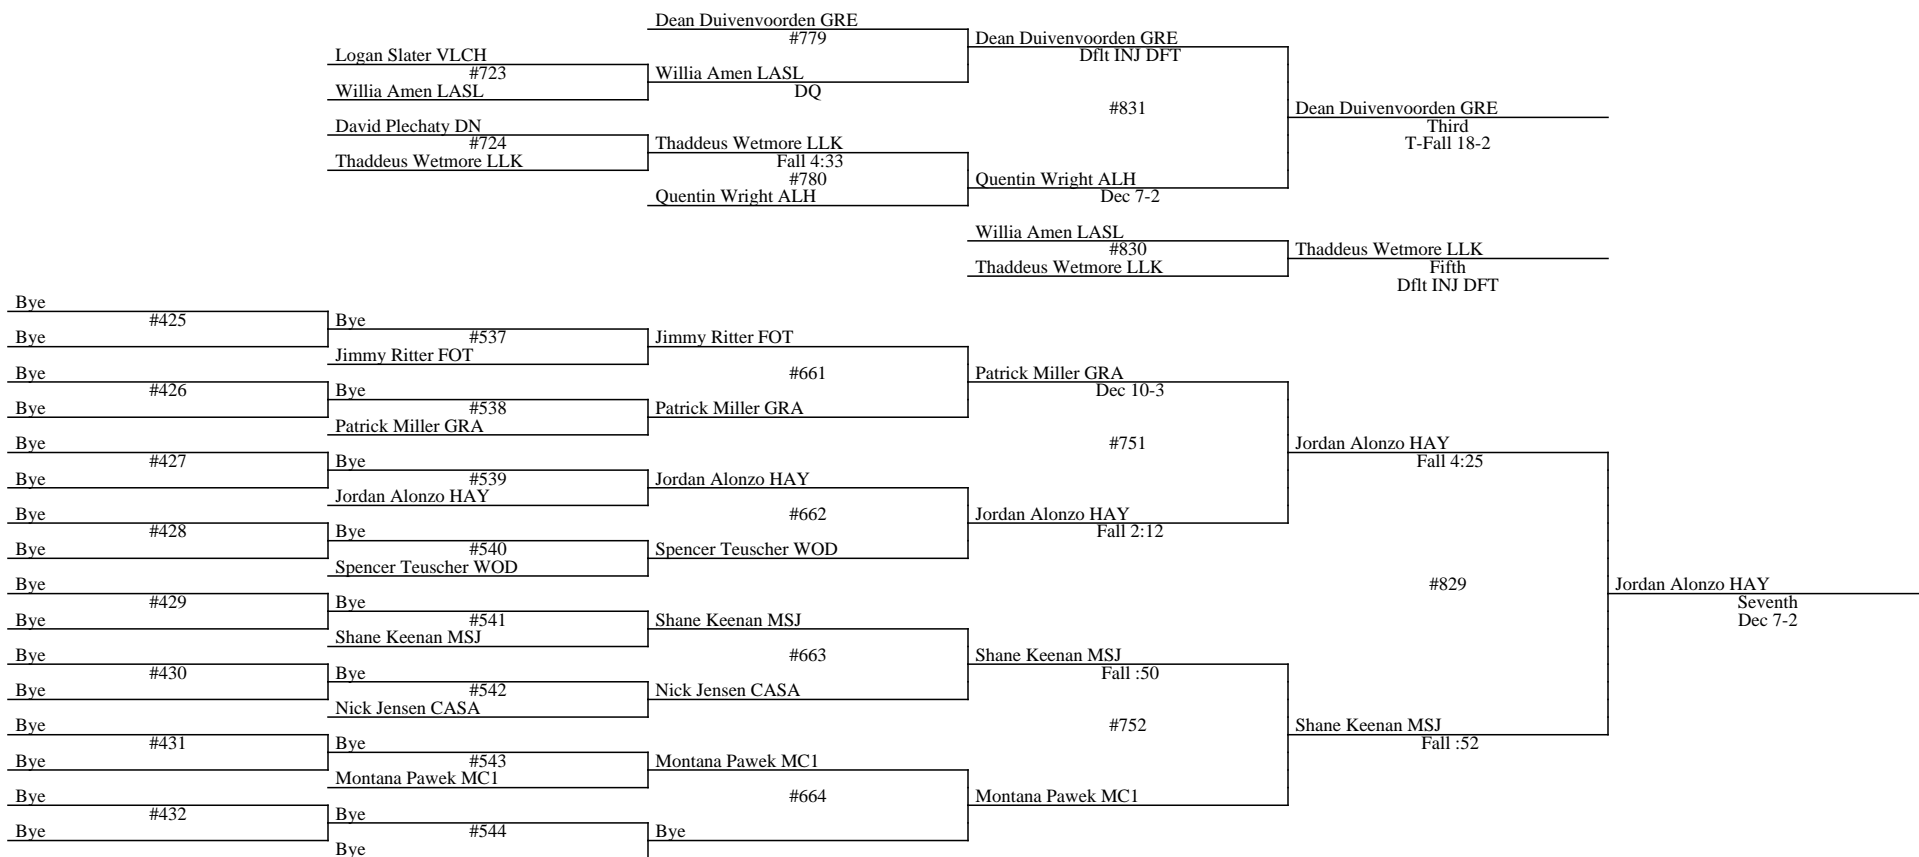 Dean Duivenvoorden GRE
#779
Dean Duivenvoorden GRE
Dflt INJ DFT
Logan Slater VLCH
#723
Willia Amen LASL
Willia Amen LASL
DQ
#831
Dean Duivenvoorden GRE
Third
T-Fall 18-2
David Plechaty DN
#724
Thaddeus Wetmore LLK
Thaddeus Wetmore LLK
Fall 4:33
#780
Quentin Wright ALH
Quentin Wright ALH
Dec 7-2
Willia Amen LASL
#830
Thaddeus Wetmore LLK
Thaddeus Wetmore LLK
Fifth
Dflt INJ DFT
Bye
#425
Bye
Bye
#537
Jimmy Ritter FOT
Jimmy Ritter FOT
#661
Patrick Miller GRA
Dec 10-3
Bye
#426
Bye
Bye
#538
Patrick Miller GRA
Patrick Miller GRA
#751
Jordan Alonzo HAY
Fall 4:25
Bye
#427
Bye
Bye
#539
Jordan Alonzo HAY
Jordan Alonzo HAY
#662
Jordan Alonzo HAY
Fall 2:12
Bye
#428
Bye
Bye
#540
Spencer Teuscher WOD
Spencer Teuscher WOD
#829
Jordan Alonzo HAY
Seventh
Dec 7-2
Bye
#429
Bye
Bye
#541
Shane Keenan MSJ
Shane Keenan MSJ
#663
Shane Keenan MSJ
Fall :50
Bye
#430
Bye
Bye
#542
Nick Jensen CASA
Nick Jensen CASA
#752
Shane Keenan MSJ
Fall :52
Bye
#431
Bye
Bye
#543
Montana Pawek MC1
Montana Pawek MC1
#664
Montana Pawek MC1
Bye
#432
Bye
Bye
#544
Bye
Bye